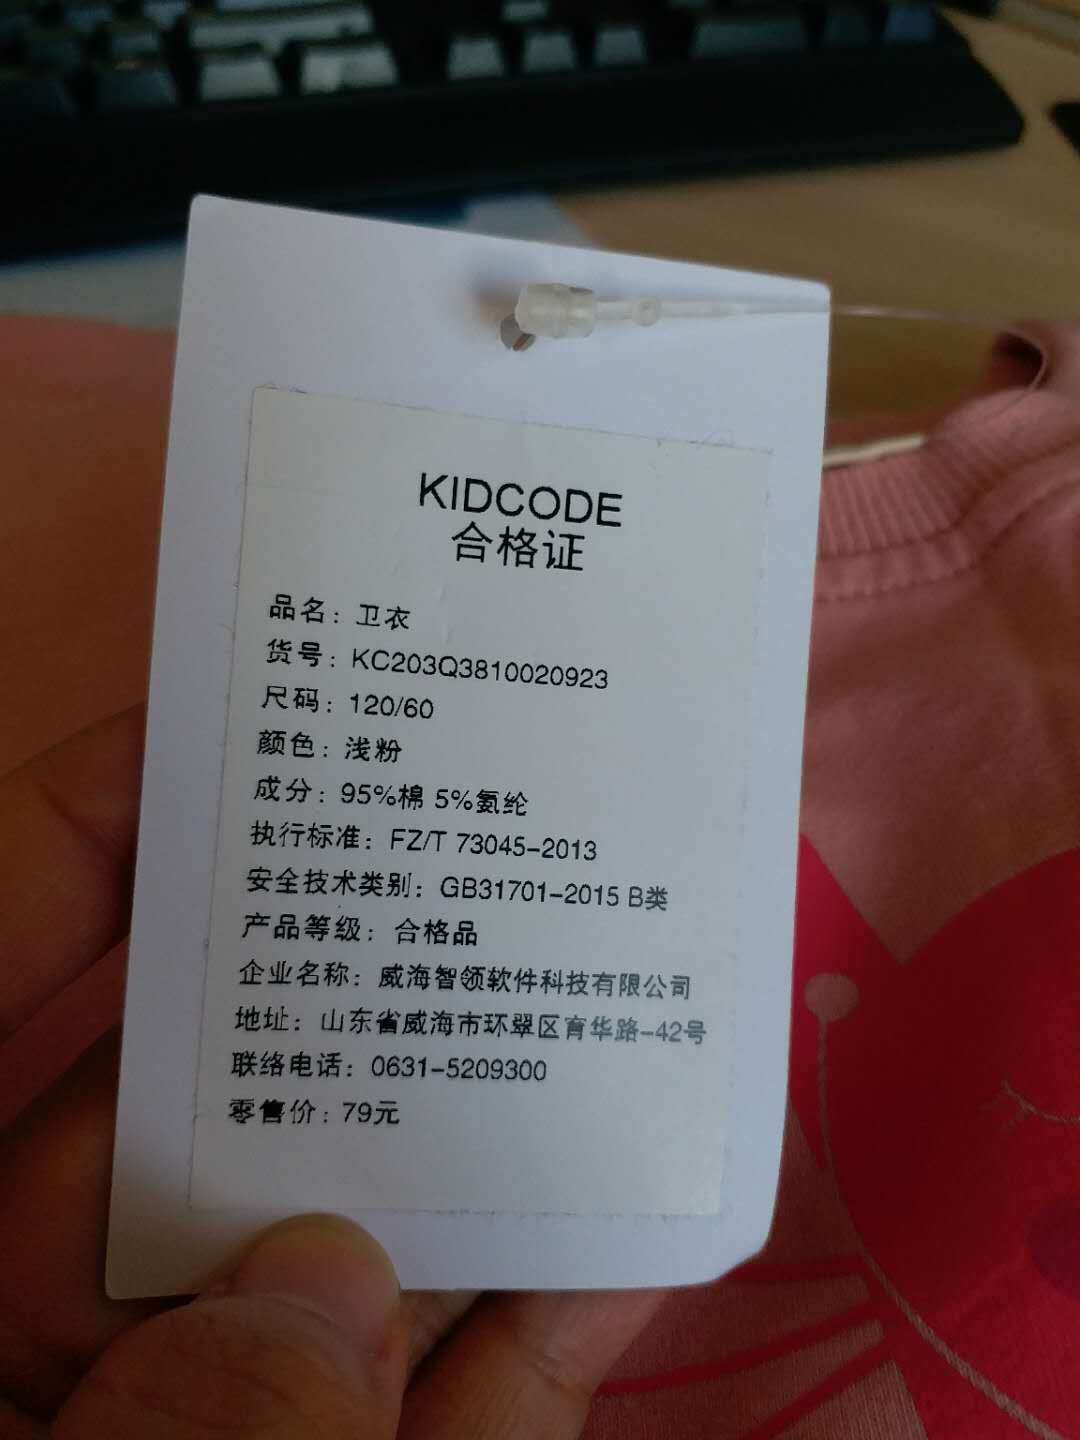 KIDCODE
合格证
品名：卫衣
货号：KC203Q3810020923
尺码：120/60
颜色：浅粉
成分：95%棉 5%氨纶
执行标准：FZ/T 73045-2013
安全技术类别：GB31701-2015 B类
产品等级：合格品
企业名称：威海智领软件科技有限公司
地址：山东省威海市环翠区育华路-42号
联络电话：0631-5209300
零售价：79元